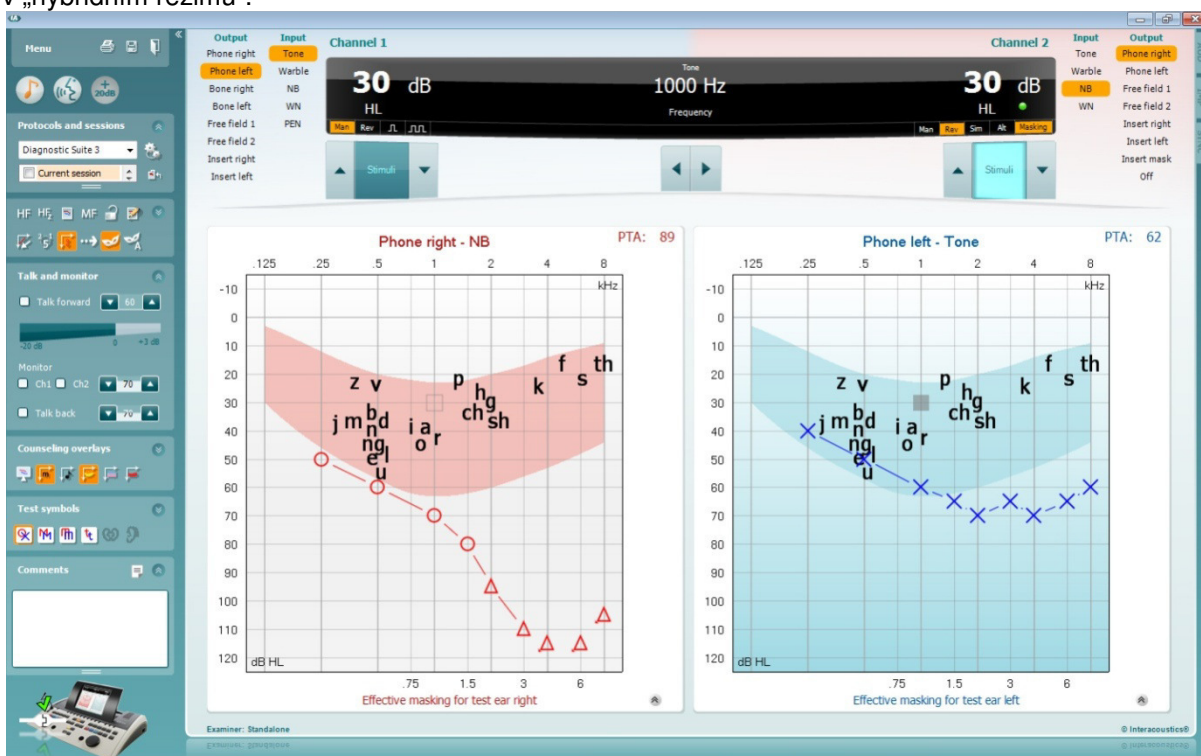 v „hybridním režimu“.
Menu
20dB
Protocols and sessions
Diagnostic Suite 3
Current session
HF HF2 MF
Talk and monitor
Talk forward 60
-20 dB 0 +3 dB
Monitor
Ch1 Ch2 70
Talk back 70
Counseling overlays
Test symbols
Comments
Output Input
Phone right Tone
Phone left Warble
Bone right NB
Bone left WN
Free field 1 PEN
Free field 2
Insert right
Insert left
Channel 1
30 dB
HL
Man Rev
Tone
1000 Hz
Frequency
Channel 2
30 dB
HL
Man Rev Sim Alt Masking
Stimuli
Stimuli
Input Output
Tone Phone right
Warble Phone left
NB Free field 1
WN Free field 2
Insert right
Insert left
Insert mask
Off
Phone right - NB
PTA: 89
.125 .25 .5 1 2 4 8
kHz
-10
0
10
20
30
40
50
60
70
80
90
100
110
120
f th
z v p k s
h g
j m b d ch sh
n i a r
ng o
e l
u
dB HL
.75 1.5 3 6
Effective masking for test ear right
Phone left - Tone
PTA: 62
.125 .25 .5 1 2 4 8
kHz
-10
0
10
20
30
40
50
60
70
80
90
100
110
120
f th
z v p k s
h g
j m b d ch sh
n i a r
ng o
e l
u
dB HL
.75 1.5 3 6
Effective masking for test ear left
Examiner: Standalone
© Interacoustics®